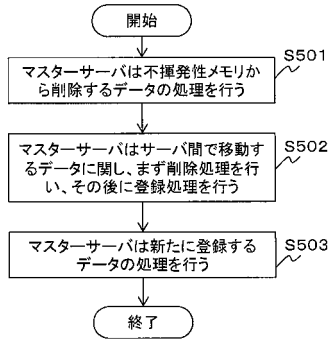 開始
S501
マスターサーバは不揮発性メモリか
ら削除するデータの処理を行う
S502
マスターサーバはサーバ間で移動す
るデータに関し、まず削除処理を行
い、その後に登録処理を行う
S503
マスターサーバは新たに登録する
データの処理を行う
終了